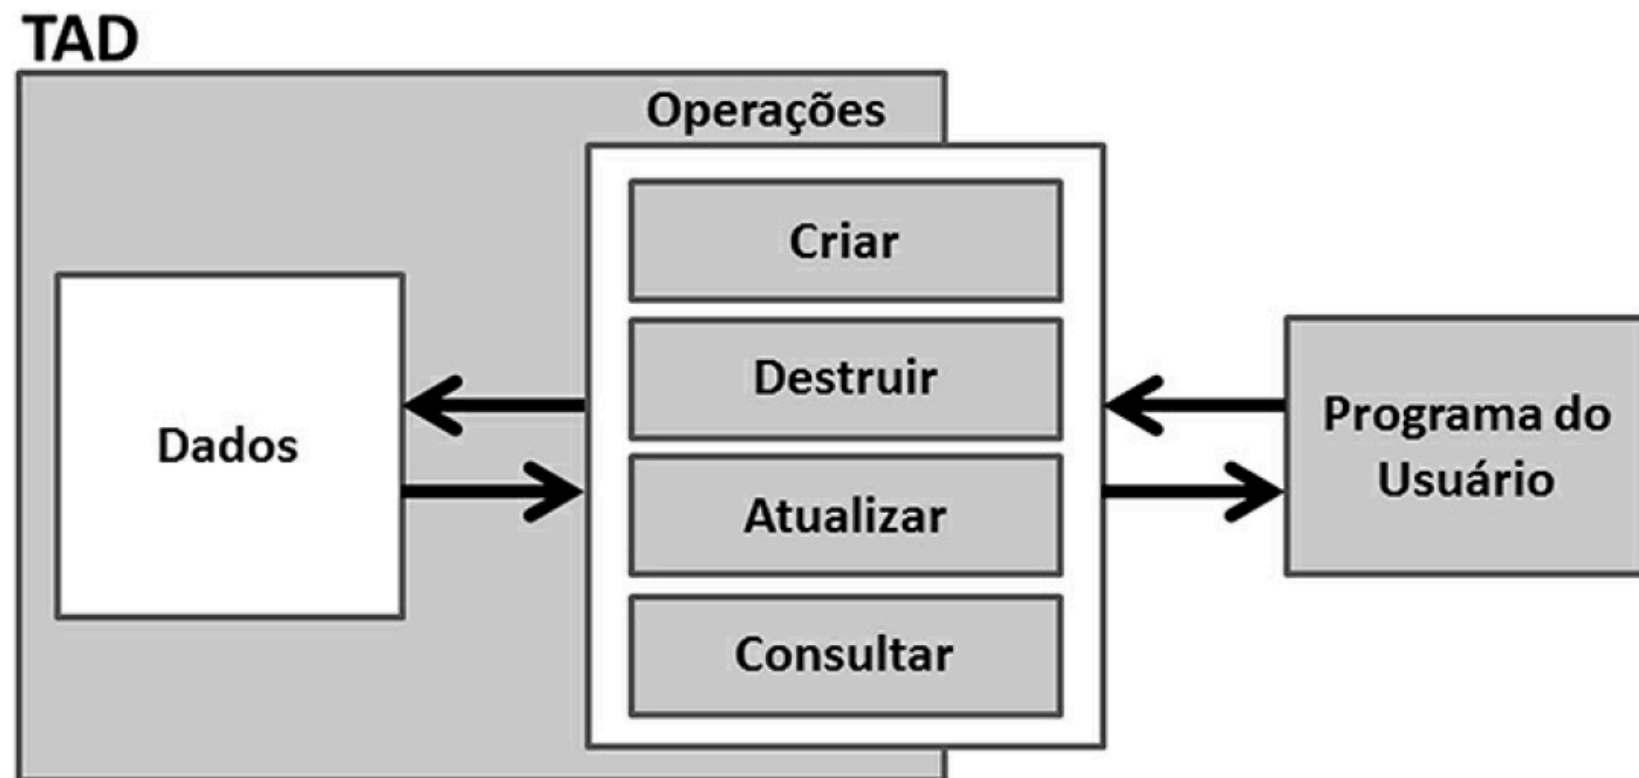 TAD
Operações
Criar
Destruir
Atualizar
Consultar
Dados
Programa do
Usuário